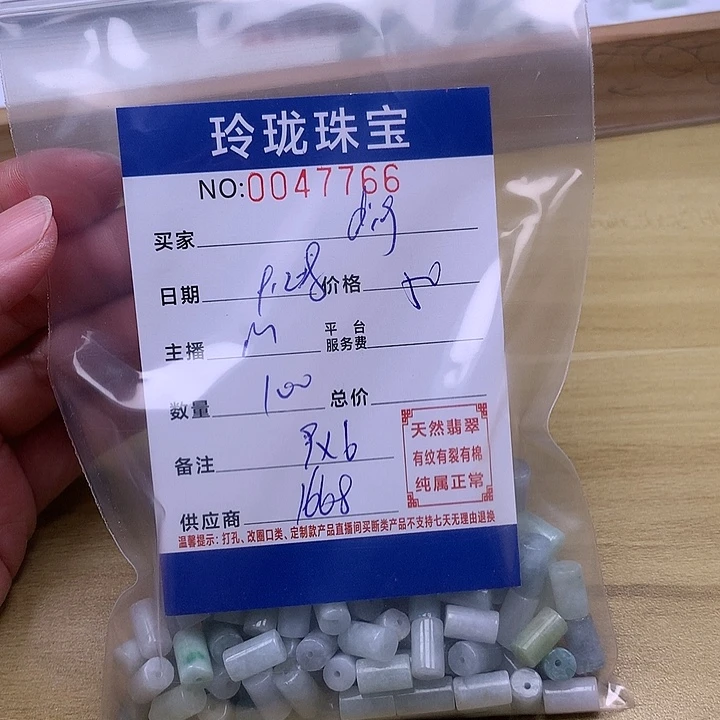 玲珑珠宝
NO:0047766
买家
日期 9.28 价格 50
主播 M 平台服务费
数量 100 总价
备注 9x6
供应商 1668
天然翡翠
有纹有裂有棉
纯属正常
温馨提示：打孔、改圈口类、定制款产品直播间买断类产品不支持七天无理由退换